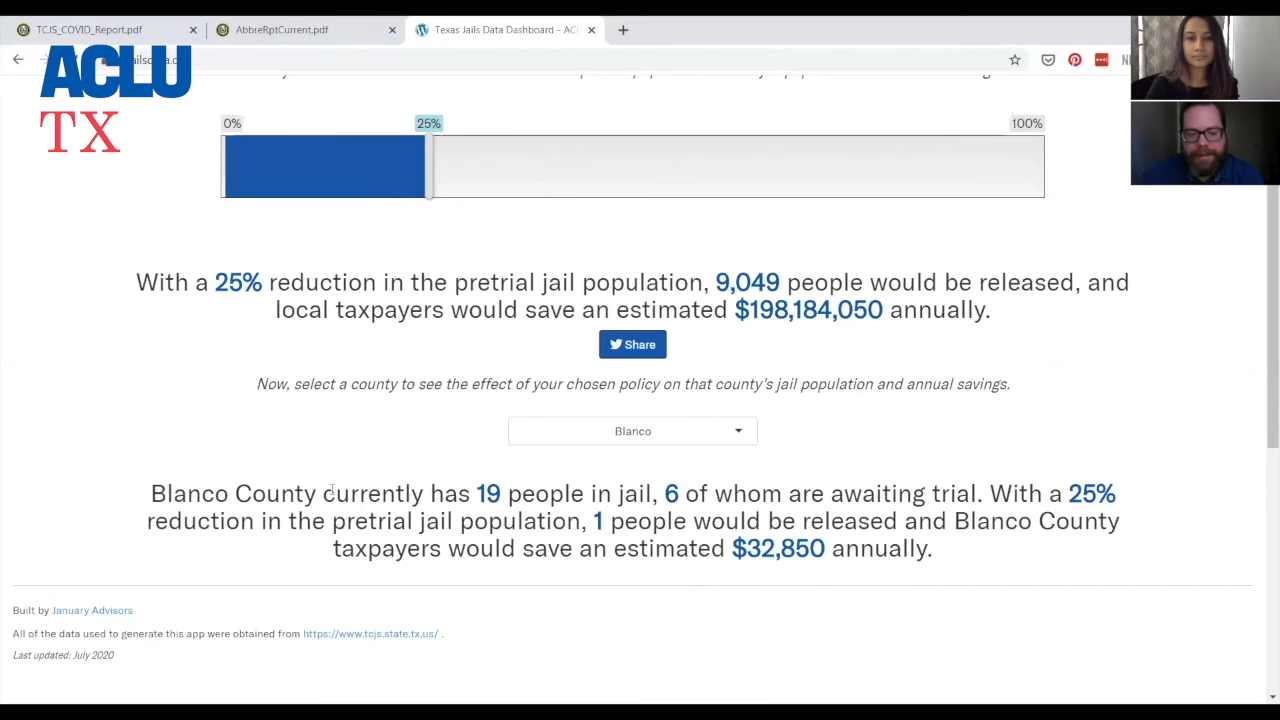 TCJS_COVID_Report.pdf
AbbreRptCurrent.pdf
Texas Jails Data Dashboard - ACL
ACLU
TX
0%
25%
100%
With a 25% reduction in the pretrial jail population, 9,049 people would be released, and
local taxpayers would save an estimated $198,184,050 annually.
Share
Now, select a county to see the effect of your chosen policy on that county's jail population and annual savings.
Blanco
Blanco County currently has 19 people in jail, 6 of whom are awaiting trial. With a 25%
reduction in the pretrial jail population, 1 people would be released and Blanco County
taxpayers would save an estimated $32,850 annually.
Built by January Advisors
All of the data used to generate this app were obtained from https://www.tcjs.state.tx.us/ .
Last updated: July 2020